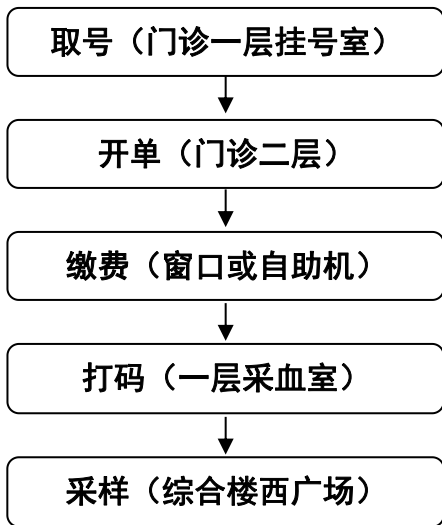 取号（门诊一层挂号室）
开单（门诊二层）
缴费（窗口或自助机）
打码（一层采血室）
采样（综合楼西广场）